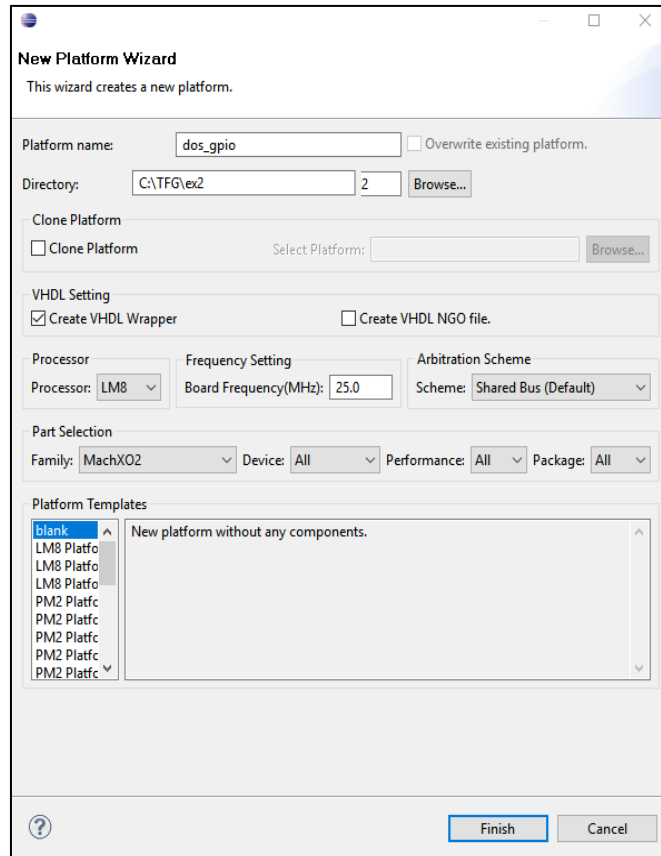 New Platform Wizard
This wizard creates a new platform.
Platform name: dos_gpio Overwrite existing platform.
Directory: C:\TFG\ex2 2 Browse...
Clone Platform
Clone Platform Select Platform: Browse...
VHDL Setting
Create VHDL Wrapper Create VHDL NGO file.
Processor Frequency Setting Arbitration Scheme
Processor: LM8 Board Frequency(MHz): 25.0 Scheme: Shared Bus (Default)
Part Selection
Family: MachXO2 Device: All Performance: All Package: All
Platform Templates
blank New platform without any components.
LM8 Platfo
LM8 Platfo
LM8 Platfo
PM2 Platfc
PM2 Platfc
PM2 Platfc
PM2 Platfc
PM2 Platfc
? Finish Cancel